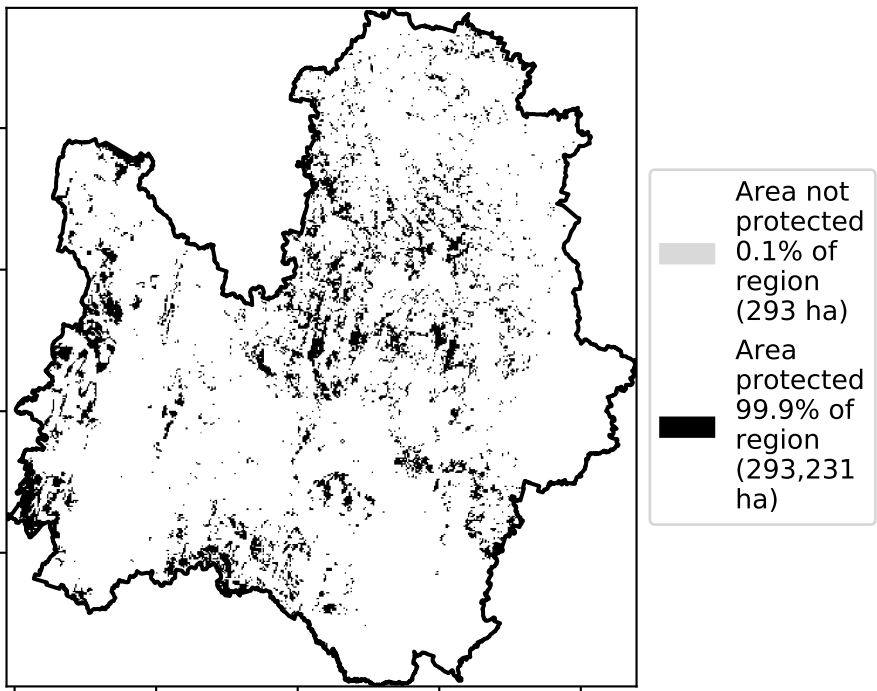 Area not
protected
0.1% of
region
(293 ha)
Area
protected
99.9% of
region
(293,231
ha)